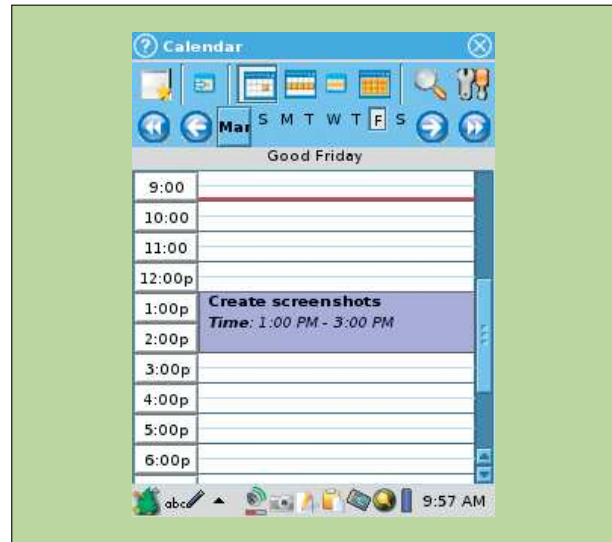 Calendar
Mar S M T W T F S
Good Friday
9:00
10:00
11:00
12:00p
1:00p Create screenshots
Time: 1:00 PM - 3:00 PM
2:00p
3:00p
4:00p
5:00p
6:00p
abc 9:57 AM